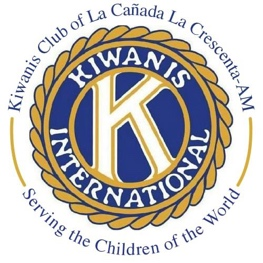 Kiwanis Club of La Cañada La Crescenta-AM
KIWANIS
K
INTERNATIONAL
Serving the Children of the World